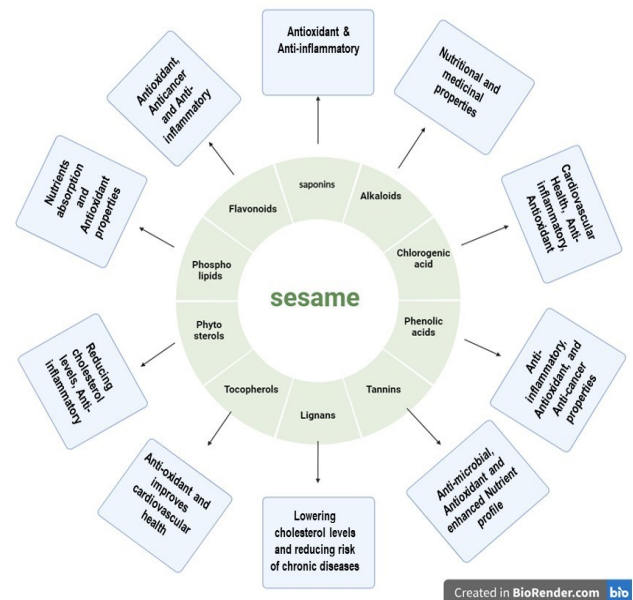 Antioxidant &
Anti-inflammatory
Nutritional and
medicinal
properties
Cardiovascular
Health, Anti-
inflammatory,
Antioxidant
Anti-
inflammatory,
Antioxidant, and
Anti-cancer
properties
Anti-microbial,
Antioxidant and
enhanced Nutrient
profile
Lowering
cholesterol levels
and reducing risk
of chronic diseases
Anti-oxidant and
improves
cardiovascular
health
Reducing
cholesterol
levels, Anti-
inflammatory
Nutrients
absorption
and
Antioxidant
properties
Antioxidant,
Anticancer
and Anti-
inflammatory
saponins
Alkaloids
Chlorogenic
acid
Phenolic
acids
Tannins
Lignans
Tocopherols
Phyto
sterols
Phospho
lipids
Flavonoids
sesame
Created in BioRender.com bio